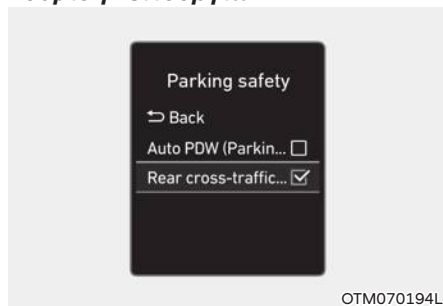 Parking safety
⮌ Back
Auto PDW (Parkin...
Rear cross-traffic...
OTM070194L